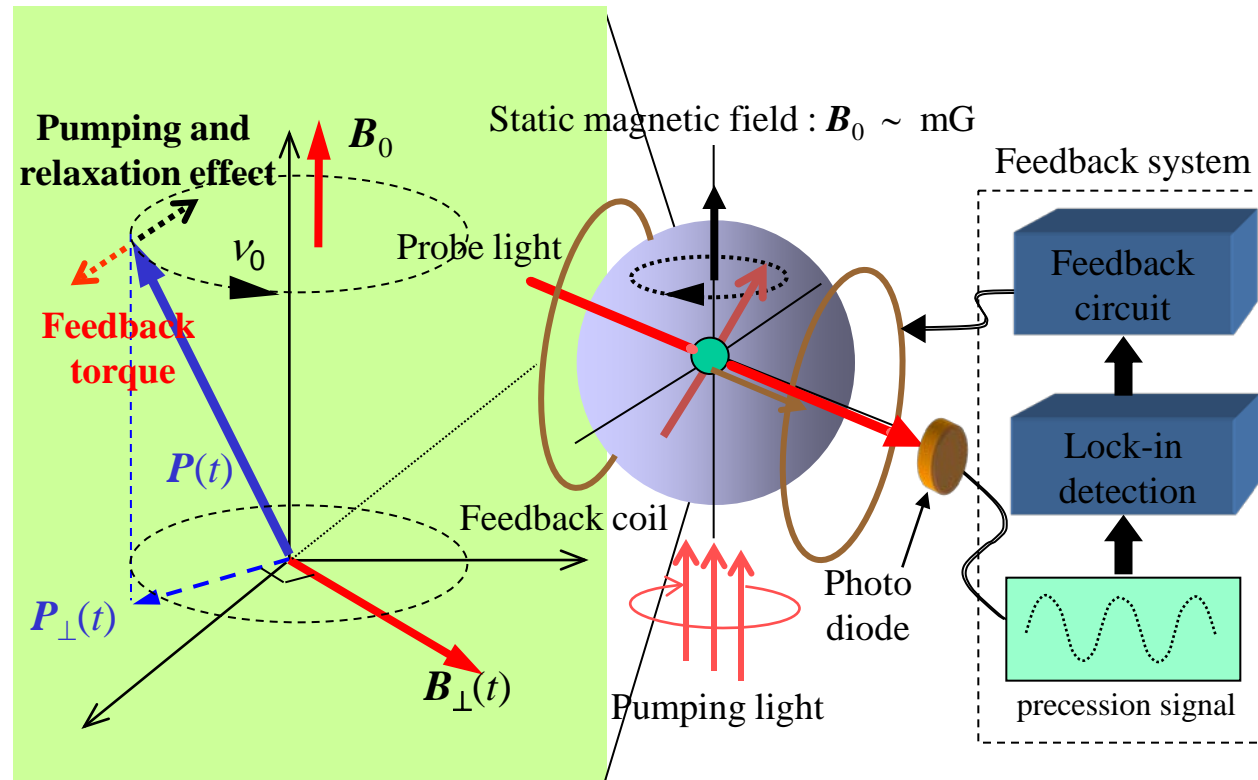 Pumping and
relaxation effect
B₀
ν₀
Feedback
torque
P(t)
P⊥(t)
B⊥(t)
Static magnetic field : B₀ ~ mG
Probe light
Feedback coil
Pumping light
Photo
diode
Feedback system
Feedback
circuit
Lock-in
detection
precession signal